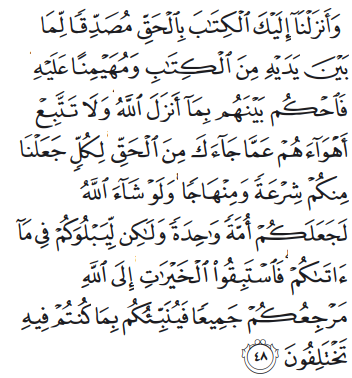 وَأَنزَلْنَآ إِلَيْكَ ٱلْكِتَٰبَ بِٱلْحَقِّ مُصَدِّقًا لِّمَا
بَيْنَ يَدَيْهِ مِنَ ٱلْكِتَٰبِ وَمُهَيْمِنًا عَلَيْهِ ۖ
فَٱحْكُم بَيْنَهُم بِمَآ أَنزَلَ ٱللَّهُ ۖ وَلَا تَتَّبِعْ
أَهْوَآءَهُمْ عَمَّا جَآءَكَ مِنَ ٱلْحَقِّ ۚ لِكُلٍّ جَعَلْنَا
مِنكُمْ شِرْعَةً وَمِنْهَاجًا ۚ وَلَوْ شَآءَ ٱللَّهُ
لَجَعَلَكُمْ أُمَّةً وَٰحِدَةً وَلَٰكِن لِّيَبْلُوَكُمْ فِى مَآ
ءَاتَىٰكُمْ ۖ فَٱسْتَبِقُوا۟ ٱلْخَيْرَٰتِ ۚ إِلَى ٱللَّهِ
مَرْجِعُكُمْ جَمِيعًا فَيُنَبِّئُكُم بِمَا كُنتُمْ فِيهِ
تَخْتَلِفُونَ ٤٨